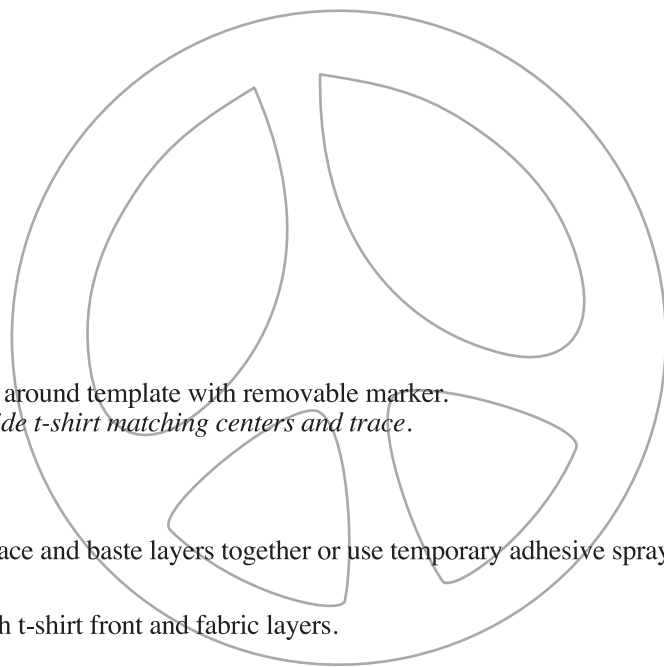 around template with removable marker.
ide t-shirt matching centers and trace.
ace and baste layers together or use temporary adhesive spray
h t-shirt front and fabric layers.